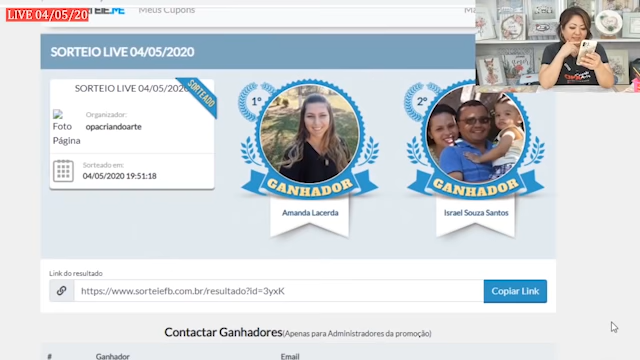 LIVE 04/05/20
Meus Cupons
SORTEIO LIVE 04/05/2020
SORTEIO LIVE 04/05/2020
SORTEADO
Foto
Página
Organizador:
opacriandoarte
Sorteado em:
04/05/2020 19:51:18
1º
GANHADOR
Amanda Lacerda
2º
GANHADOR
Israel Souza Santos
Link do resultado
https://www.sorteiefb.com.br/resultado?id=3yxK
Copiar Link
Contactar Ganhadores(Apenas para Administradores da promoção)
# Ganhador Email